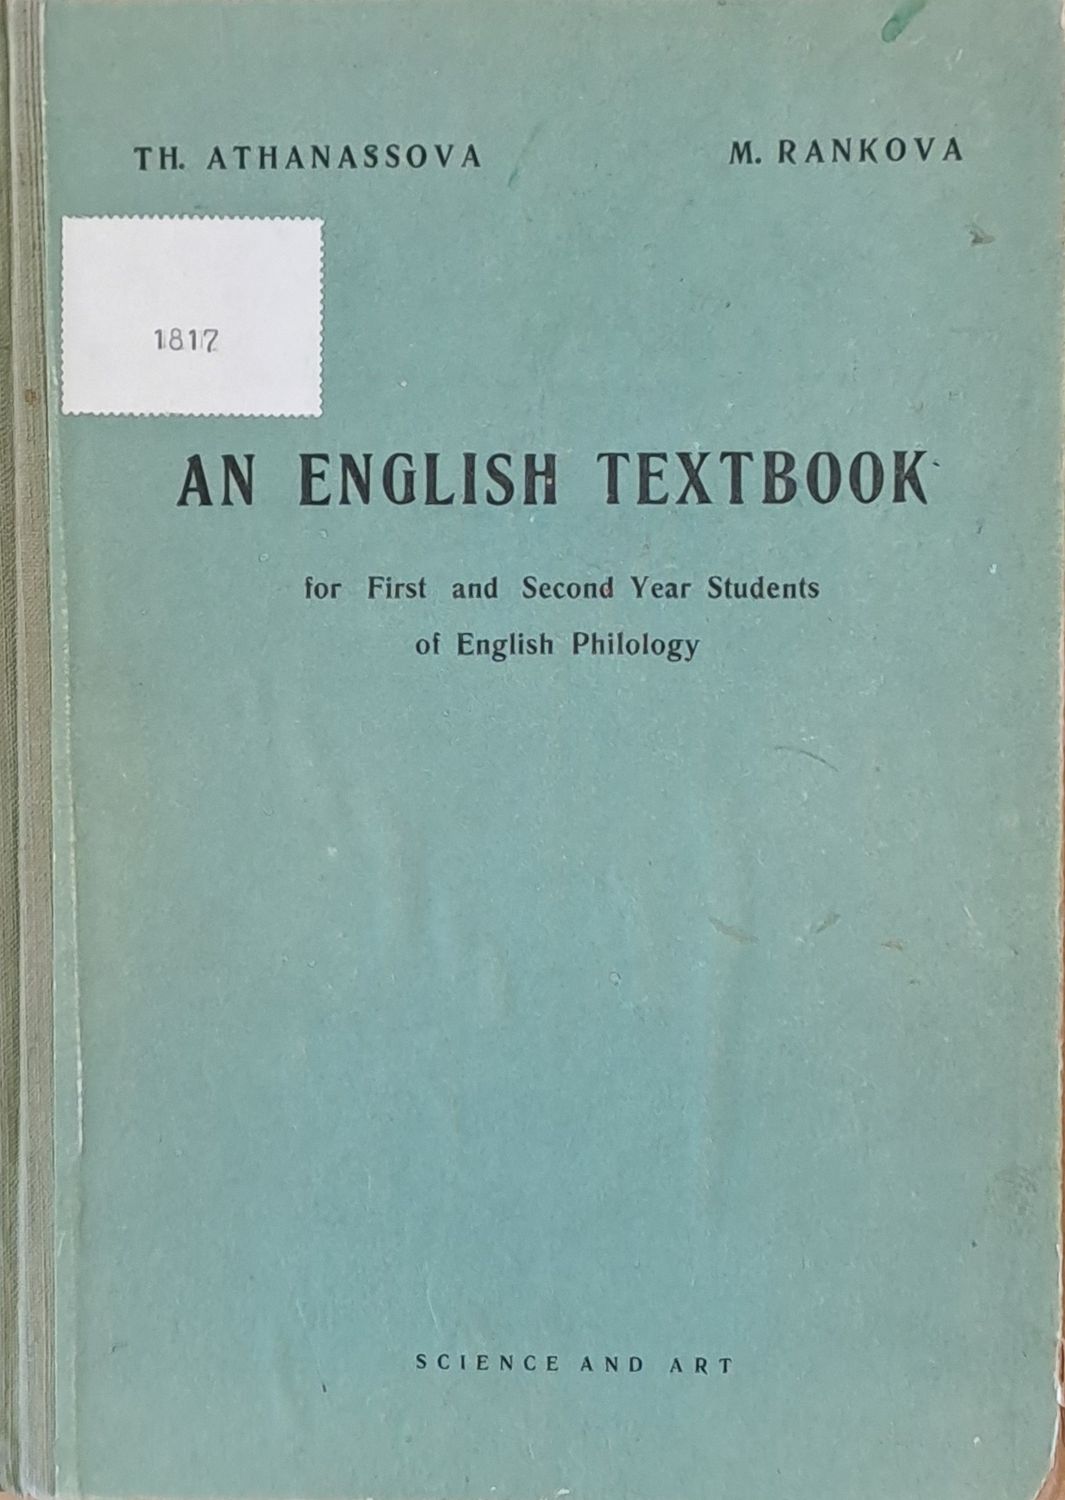 TH. ATHANASSOVA M. RANKOVA
1817
AN ENGLISH TEXTBOOK
for First and Second Year Students
of English Philology
SCIENCE AND ART